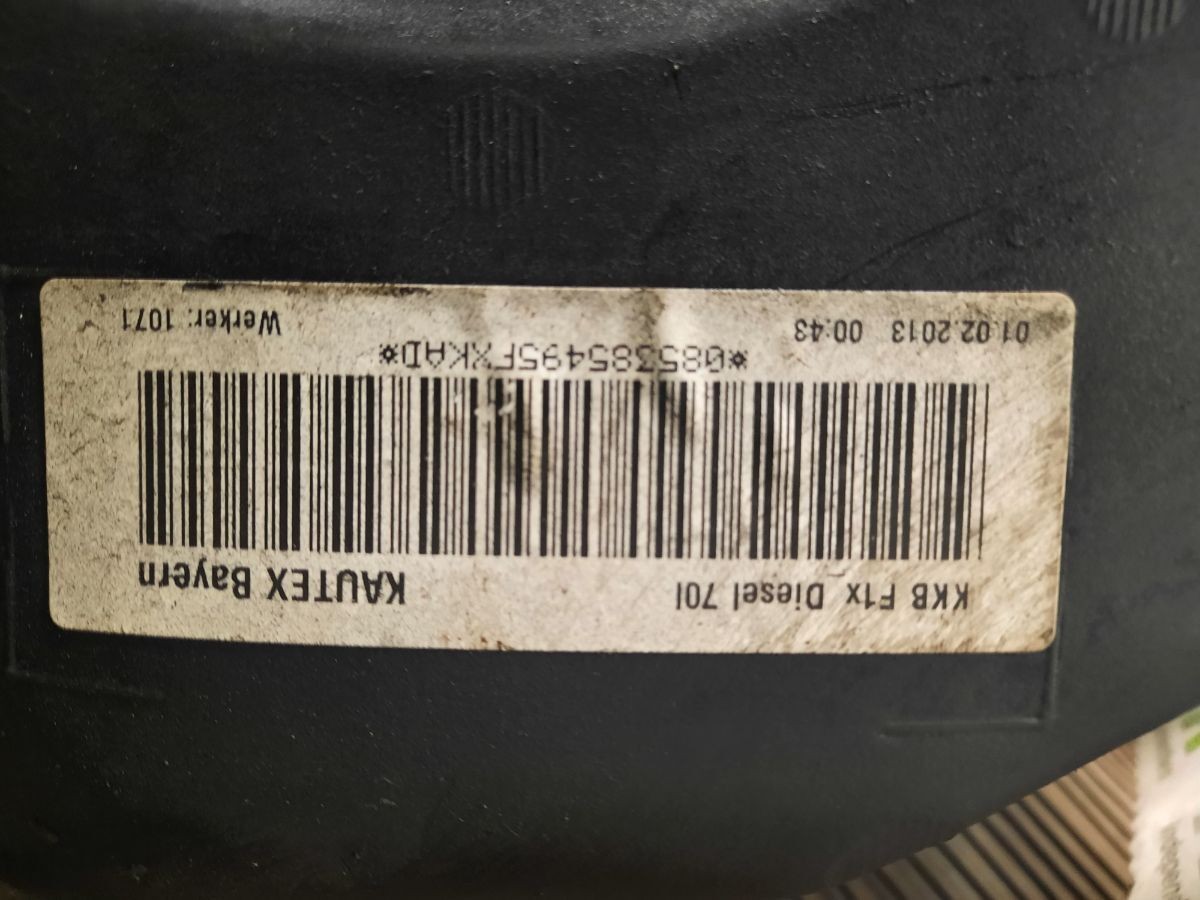 KKB F1x Diesel 70l KAUTEX Bayern
*085385495FXKAD*
01.02.2013 00:43 Werker: 1071